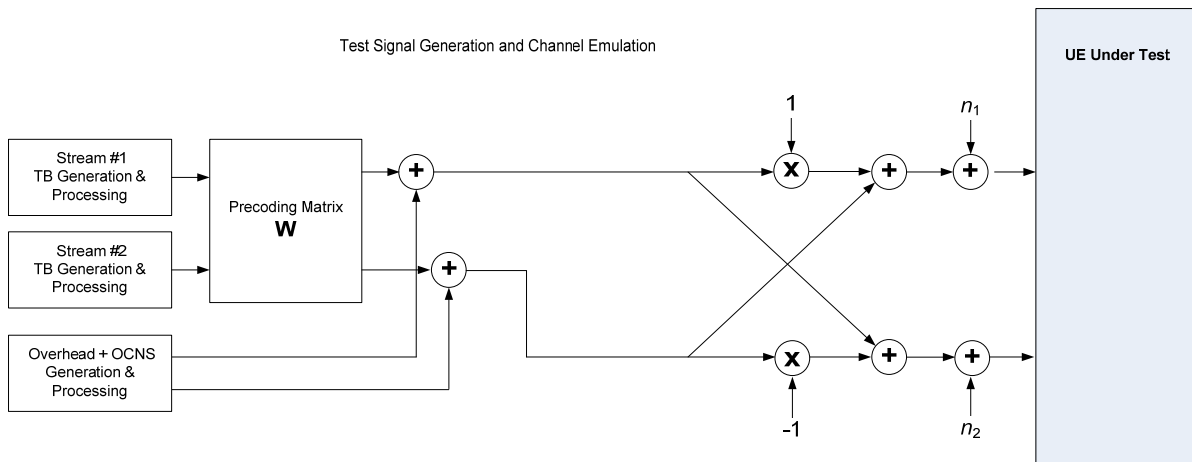 Test Signal Generation and Channel Emulation
UE Under Test
1
n1
Stream #1
TB Generation &
Processing
Precoding Matrix
W
+
x
+
+
Stream #2
TB Generation &
Processing
+
Overhead + OCNS
Generation &
Processing
x
+
+
-1
n2